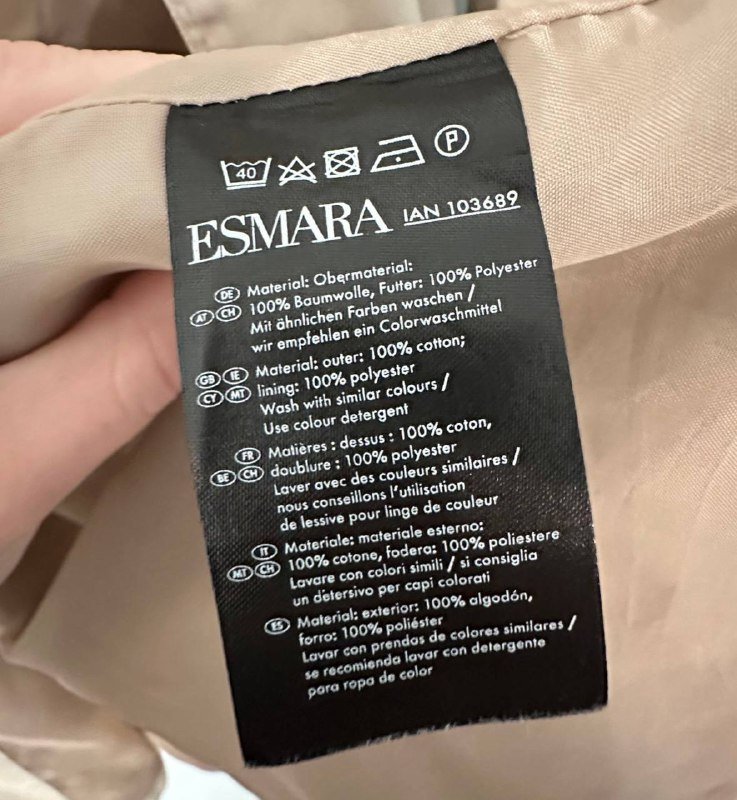 40 P
ESMARA IAN 103689
DE Material: Obermaterial:
AT CH 100% Baumwolle, Futter: 100% Polyester
Mit ähnlichen Farben waschen /
wir empfehlen ein Colorwaschmittel
GB IE Material: outer: 100% cotton;
CY MT lining: 100% polyester
Wash with similar colours /
Use colour detergent
FR Matières : dessus : 100% coton,
BE CH doublure : 100% polyester
Laver avec des couleurs similaires /
nous conseillons l'utilisation
de lessive pour linge de couleur
IT Materiale: materiale esterno:
MT CH 100% cotone, fodera: 100% poliestere
Lavare con colori simili / si consiglia
un detersivo per capi colorati
ES Material: exterior: 100% algodón,
forro: 100% poliéster
Lavar con prendas de colores similares /
se recomienda lavar con detergente
para ropa de color